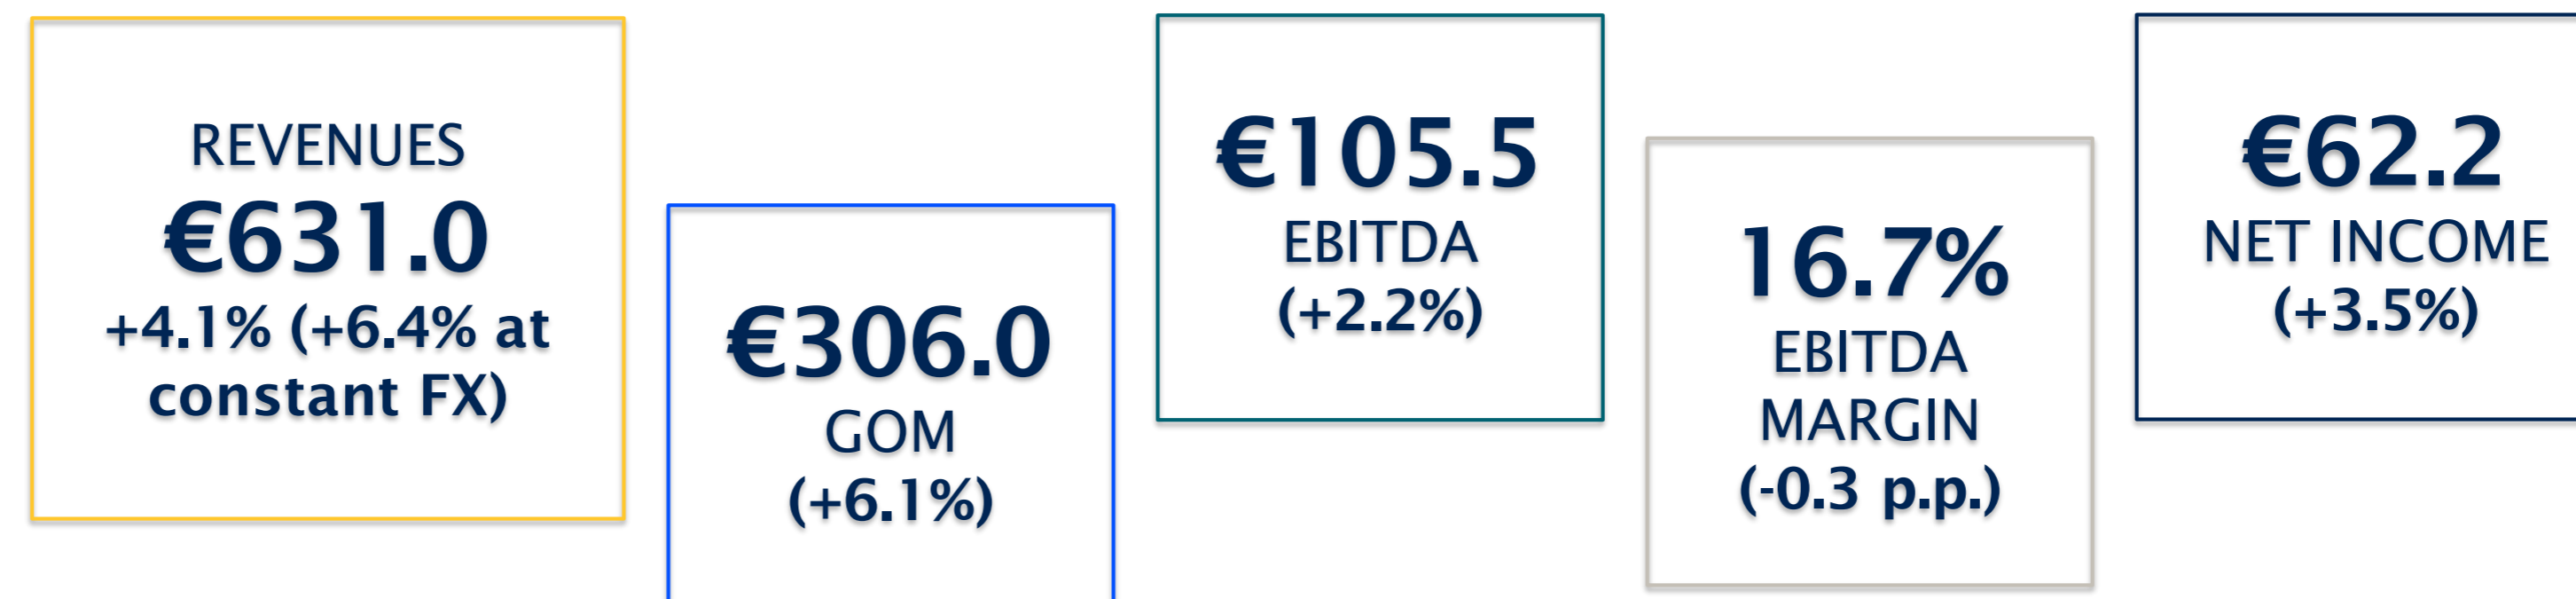 REVENUES
€631.0
+4.1% (+6.4% at
constant FX)
€306.0
GOM
(+6.1%)
€105.5
EBITDA
(+2.2%)
16.7%
EBITDA
MARGIN
(-0.3 p.p.)
€62.2
NET INCOME
(+3.5%)